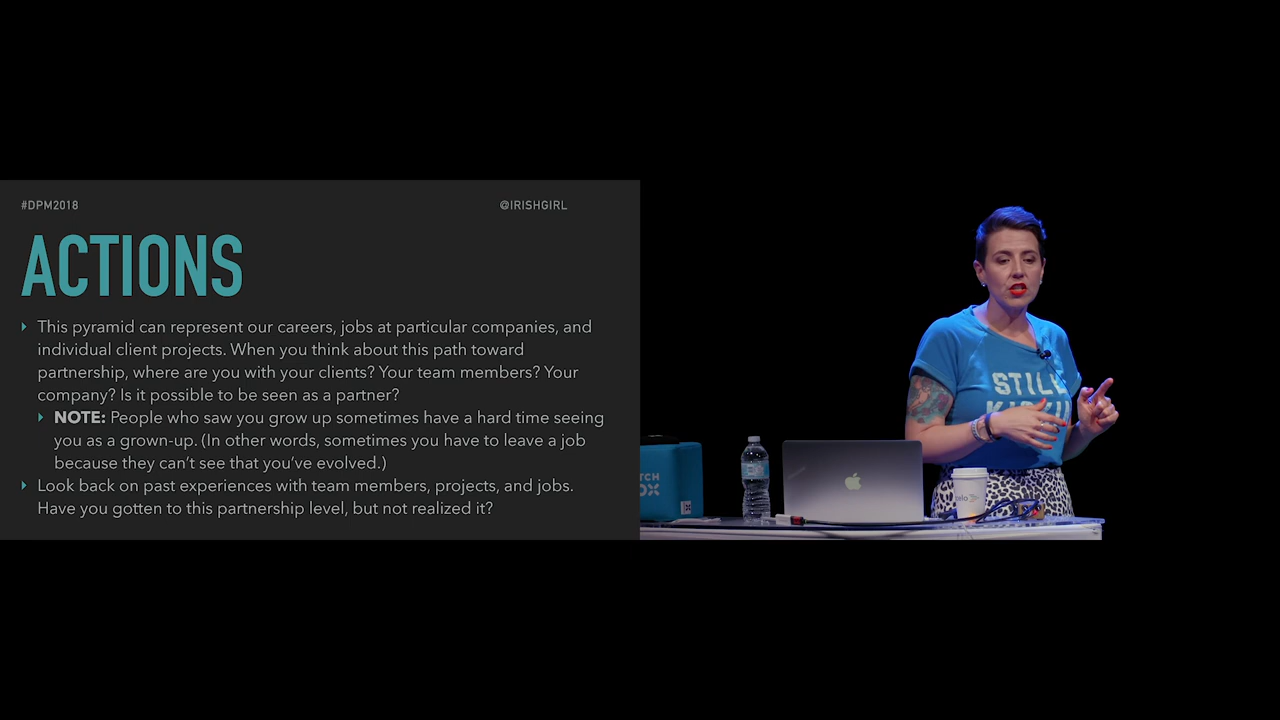 #DPM2018
@IRISHGIRL
ACTIONS
This pyramid can represent our careers, jobs at particular companies, and
individual client projects. When you think about this path toward
partnership, where are you with your clients? Your team members? Your
company? Is it possible to be seen as a partner?
NOTE: People who saw you grow up sometimes have a hard time seeing
you as a grown-up. (In other words, sometimes you have to leave a job
because they can't see that you've evolved.)
Look back on past experiences with team members, projects, and jobs.
Have you gotten to this partnership level, but not realized it?
STILL